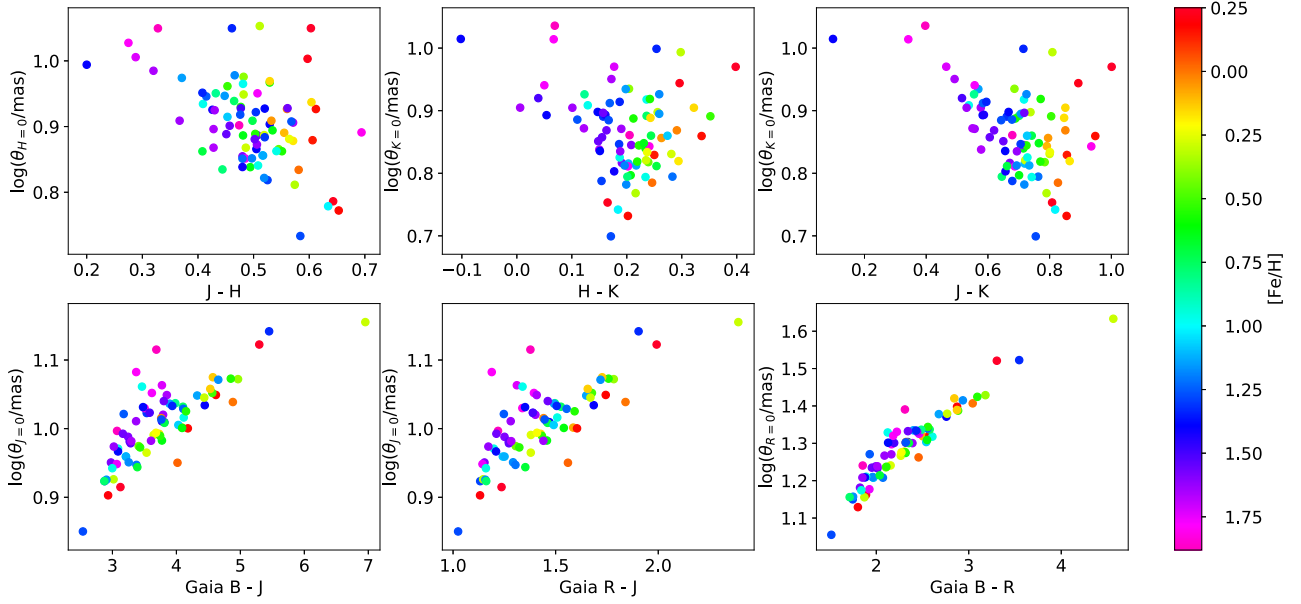 log(θH=0/mas)
1.0
0.9
0.8
0.2 0.3 0.4 0.5 0.6 0.7
J - H
log(θK=0/mas)
1.0
0.9
0.8
0.7
−0.1 0.0 0.1 0.2 0.3 0.4
H - K
log(θK=0/mas)
1.0
0.9
0.8
0.7
0.2 0.4 0.6 0.8 1.0
J - K
log(θJ=0/mas)
1.1
1.0
0.9
3 4 5 6 7
Gaia B - J
log(θJ=0/mas)
1.1
1.0
0.9
1.0 1.5 2.0
Gaia R - J
log(θR=0/mas)
1.6
1.5
1.4
1.3
1.2
1.1
2 3 4
Gaia B - R
0.25
0.00
0.25
0.50
0.75
1.00
1.25
1.50
1.75
[Fe/H]